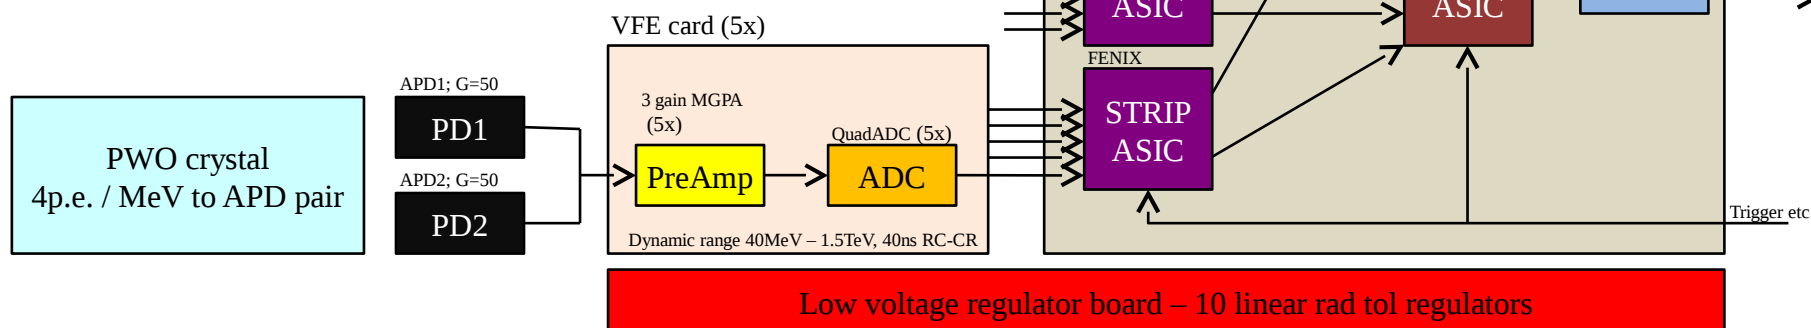 VFE card (5x)
ASIC
ASIC
FENIX
APD1; G=50
PD1
3 gain MGPA
(5x)
QuadADC (5x)
STRIP
ASIC
PWO crystal
4p.e. / MeV to APD pair
APD2; G=50
PD2
PreAmp
ADC
Dynamic range 40MeV – 1.5TeV, 40ns RC-CR
Trigger etc.
Low voltage regulator board – 10 linear rad tol regulators